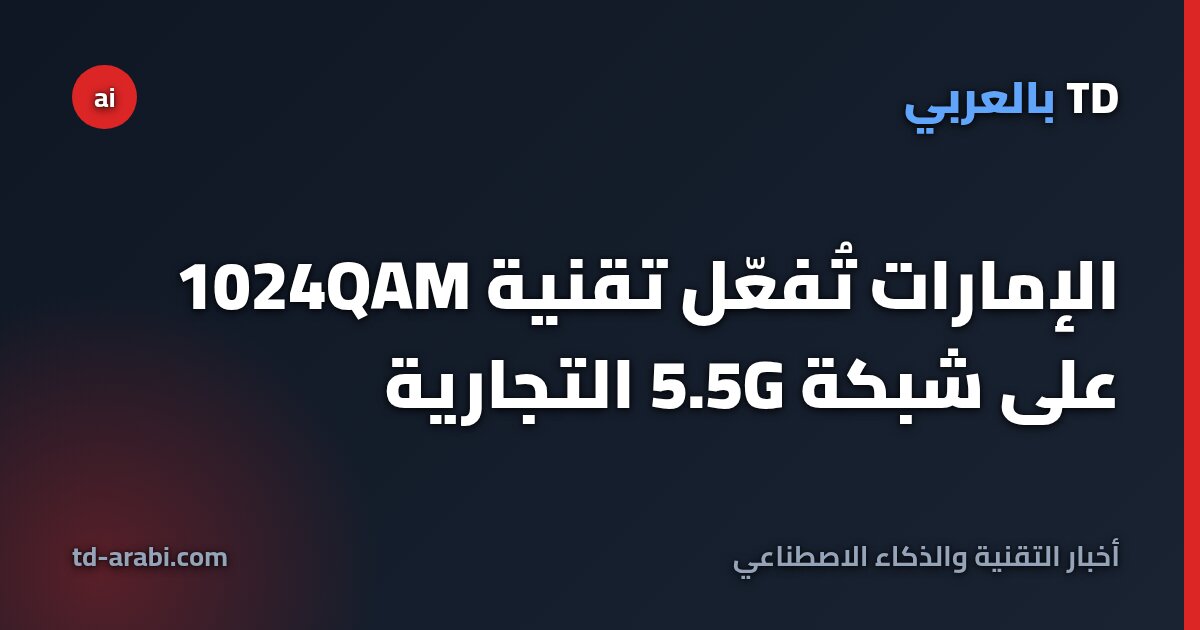 TD بالعربي
ai
الإمارات تُفعّل تقنية 1024QAM
على شبكة 5.5G التجارية
أخبار التقنية والذكاء الاصطناعي
td-arabi.com